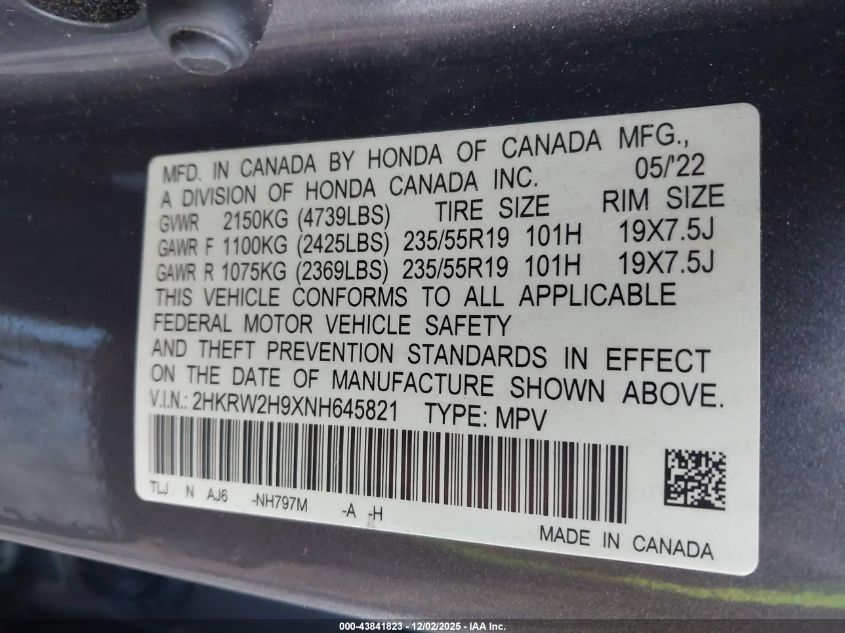 MFD. IN CANADA BY HONDA OF CANADA MFG.,
A DIVISION OF HONDA CANADA INC. 05/'22
GVWR 2150KG (4739LBS) TIRE SIZE RIM SIZE
GAWR F 1100KG (2425LBS) 235/55R19 101H 19X7.5J
GAWR R 1075KG (2369LBS) 235/55R19 101H 19X7.5J
THIS VEHICLE CONFORMS TO ALL APPLICABLE
FEDERAL MOTOR VEHICLE SAFETY
AND THEFT PREVENTION STANDARDS IN EFFECT
ON THE DATE OF MANUFACTURE SHOWN ABOVE.
V.I.N.: 2HKRW2H9XNH645821 TYPE: MPV
TLJ N AJ6 -NH797M -A -H
MADE IN CANADA
000-43841823 - 12/02/2025 - IAA Inc.